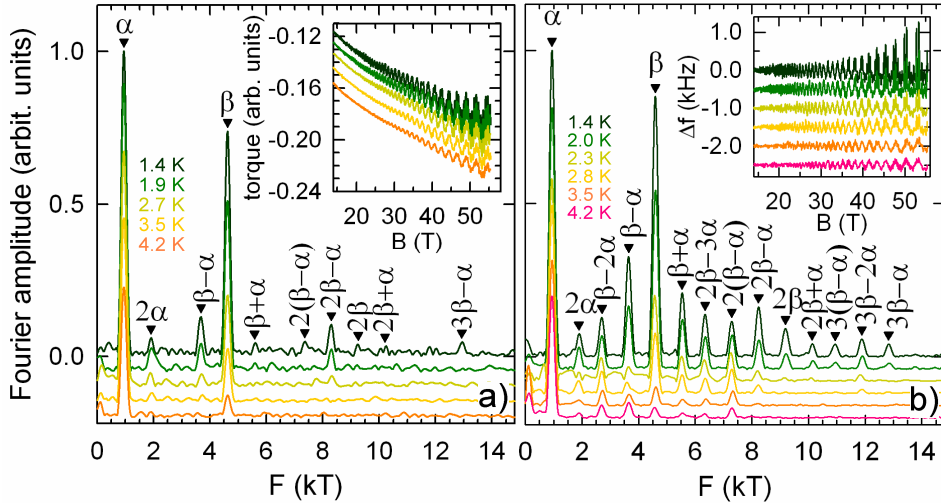 α
β
2α
β−α
β+α
2(β−α)
2β−α
2β
2β+α
3β−α
1.4 K
1.9 K
2.7 K
3.5 K
4.2 K
1.0
0.5
0.0
Fourier amplitude (arbit. units)
0 2 4 6 8 10 12 14
F (kT)
a)
torque (arb. units)
-0.12
-0.16
-0.20
-0.24
20 30 40 50
B (T)
α
β
2α
β−2α
β−α
β+α
2β−3α
2(β−α)
2β−α
2β
2β+α
3(β−α)
3β−2α
3β−α
1.4 K
2.0 K
2.3 K
2.8 K
3.5 K
4.2 K
0 2 4 6 8 10 12 14
F (kT)
b)
Δf (kHz)
1.0
0.0
-1.0
-2.0
20 30 40 50
B (T)